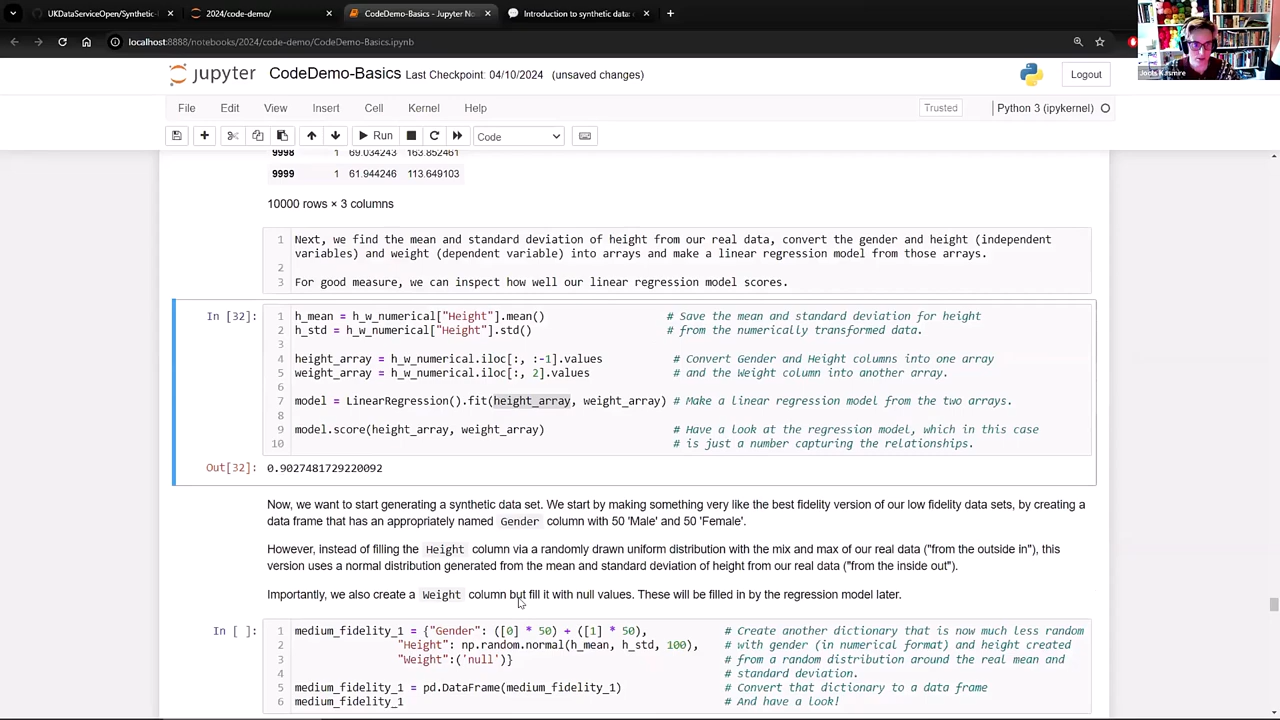 UKDataServiceOpen/Synthetic-
2024/code-demo/
CodeDemo-Basics - Jupyter No
Introduction to synthetic data:
localhost:8888/notebooks/2024/code-demo/CodeDemo-Basics.ipynb
Jools Kasmire
jupyter CodeDemo-Basics Last Checkpoint: 04/10/2024 (unsaved changes)
Logout
File Edit View Insert Cell Kernel Help
Trusted Python 3 (ipykernel)
Run Code
9998 1 69.034243 163.852461
9999 1 61.944246 113.649103
10000 rows × 3 columns
1 Next, we find the mean and standard deviation of height from our real data, convert the gender and height (independent
variables) and weight (dependent variable) into arrays and make a linear regression model from those arrays.
2
3 For good measure, we can inspect how well our linear regression model scores.
In [32]: 1 h_mean = h_w_numerical["Height"].mean() # Save the mean and standard deviation for height
2 h_std = h_w_numerical["Height"].std() # from the numerically transformed data.
3
4 height_array = h_w_numerical.iloc[:, :-1].values # Convert Gender and Height columns into one array
5 weight_array = h_w_numerical.iloc[:, 2].values # and the Weight column into another array.
6
7 model = LinearRegression().fit(height_array, weight_array) # Make a linear regression model from the two arrays.
8
9 model.score(height_array, weight_array) # Have a look at the regression model, which in this case
10 # is just a number capturing the relationships.
Out[32]: 0.9027481729220092
Now, we want to start generating a synthetic data set. We start by making something very like the best fidelity version of our low fidelity data sets, by creating a
data frame that has an appropriately named Gender column with 50 'Male' and 50 'Female'.
However, instead of filling the Height column via a randomly drawn uniform distribution with the mix and max of our real data ("from the outside in"), this
version uses a normal distribution generated from the mean and standard deviation of height from our real data ("from the inside out").
Importantly, we also create a Weight column but fill it with null values. These will be filled in by the regression model later.
In [ ]: 1 medium_fidelity_1 = {"Gender": ([0] * 50) + ([1] * 50), # Create another dictionary that is now much less random
2 "Height": np.random.normal(h_mean, h_std, 100), # with gender (in numerical format) and height created
3 "Weight":('null')} # from a random distribution around the real mean and
4 # standard deviation.
5 medium_fidelity_1 = pd.DataFrame(medium_fidelity_1) # Convert that dictionary to a data frame
6 medium_fidelity_1 # And have a look!